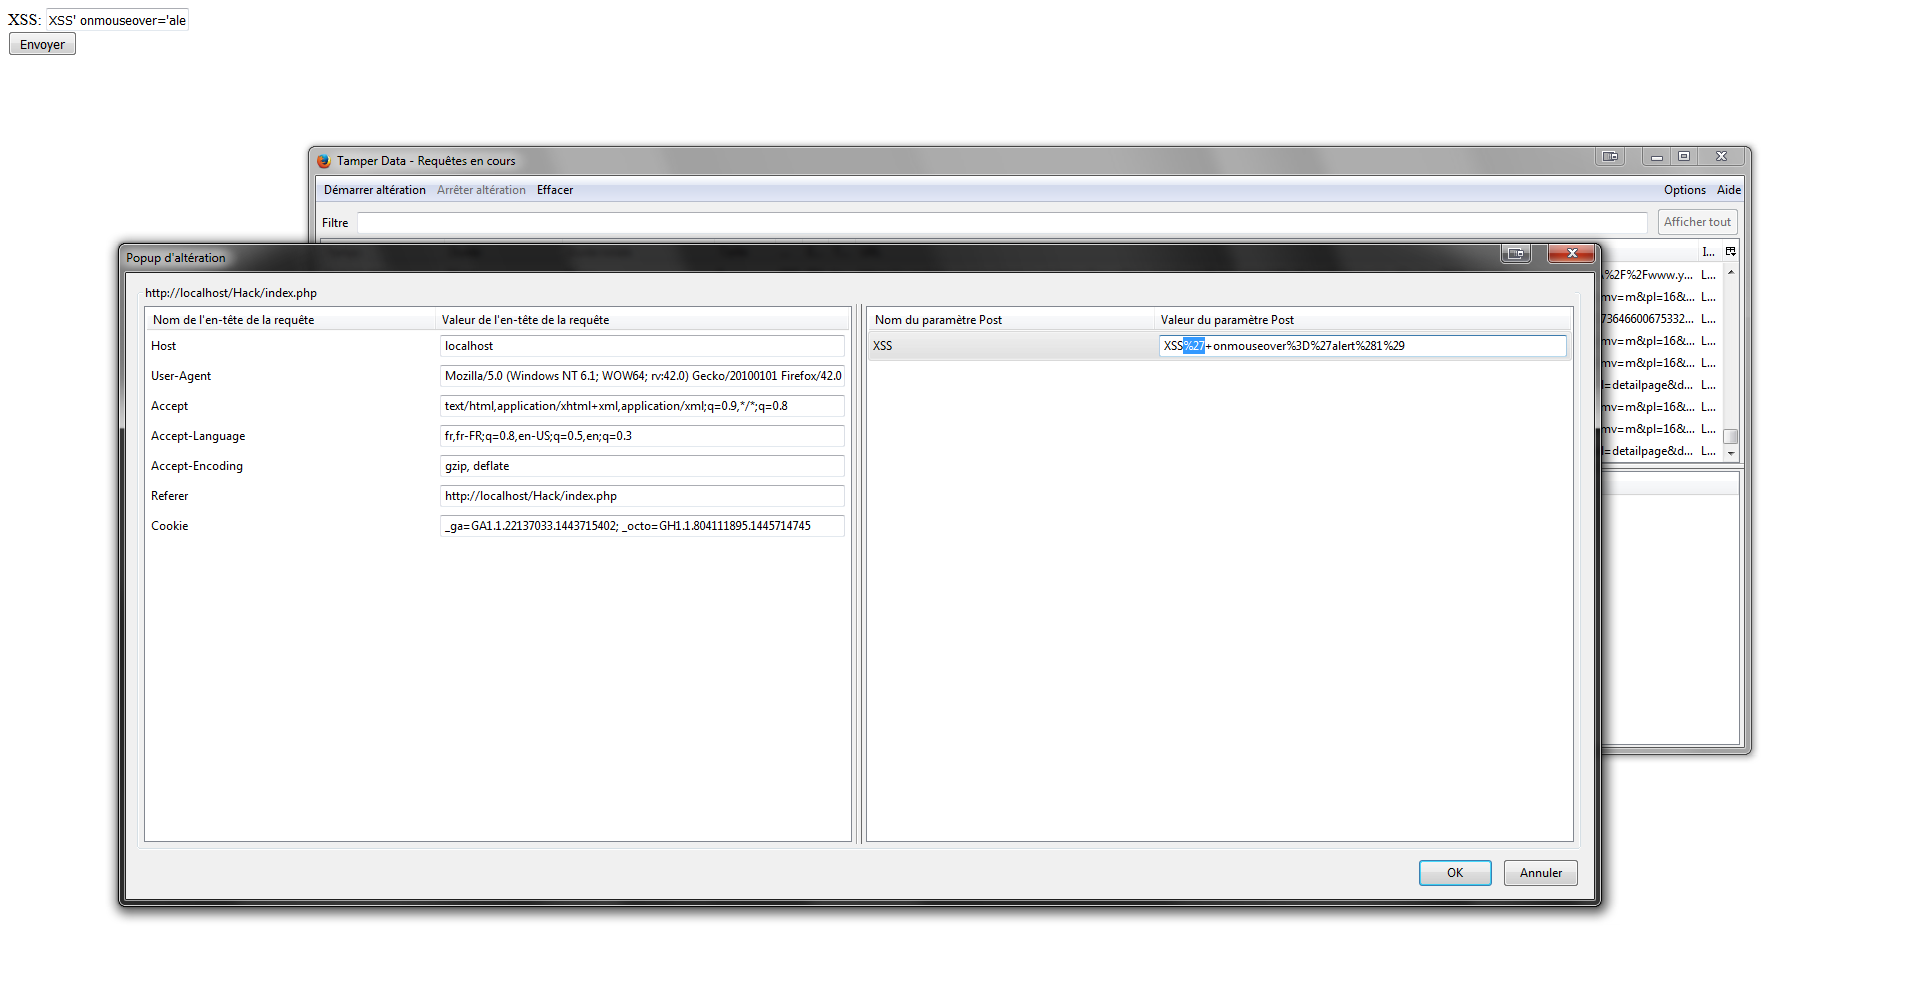 XSS: XSS' onmouseover='ale
Envoyer
Tamper Data - Requêtes en cours
Démarrer altération Arrêter altération Effacer Options Aide
Filtre Afficher tout
Popup d'altération
I...
http://localhost/Hack/index.php
%2F%2Fwww.y... L...
mv=m&pl=16&... L...
73646600675332... L...
mv=m&pl=16&... L...
mv=m&pl=16&... L...
l=detailpage&d... L...
mv=m&pl=16&... L...
mv=m&pl=16&... L...
l=detailpage&d... L...
Nom de l'en-tête de la requête Valeur de l'en-tête de la requête
Host localhost
User-Agent Mozilla/5.0 (Windows NT 6.1; WOW64; rv:42.0) Gecko/20100101 Firefox/42.0
Accept text/html,application/xhtml+xml,application/xml;q=0.9,*/*;q=0.8
Accept-Language fr,fr-FR;q=0.8,en-US;q=0.5,en;q=0.3
Accept-Encoding gzip, deflate
Referer http://localhost/Hack/index.php
Cookie _ga=GA1.1.22137033.1443715402; _octo=GH1.1.804111895.1445714745
Nom du paramètre Post Valeur du paramètre Post
XSS XSS%27+onmouseover%3D%27alert%281%29
OK Annuler